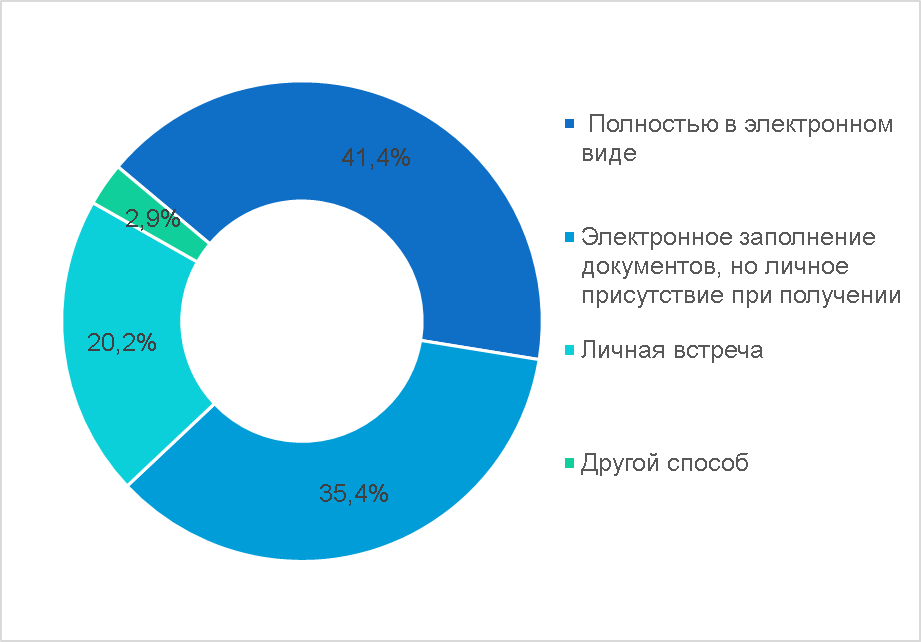 41,4%
2,9%
20,2%
35,4%
Полностью в электронном
виде
Электронное заполнение
документов, но личное
присутствие при получении
Личная встреча
Другой способ